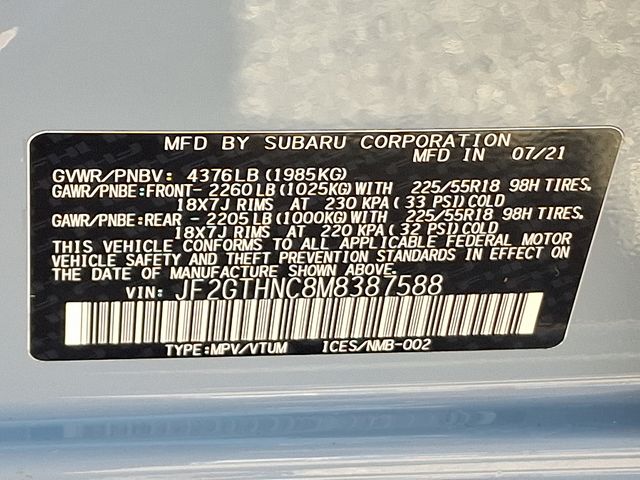 MFD BY SUBARU CORPORATION
MFD IN 07/21
GVWR/PNBV: 4376LB (1985KG)
GAWR/PNBE:FRONT- 2260LB (1025KG) WITH 225/55R18 98H TIRES.
18X7J RIMS AT 230 KPA (33 PSI) COLD
GAWR/PNBE:REAR - 2205LB (1000KG) WITH 225/55R18 98H TIRES.
18X7J RIMS AT 220 KPA (32 PSI) COLD
THIS VEHICLE CONFORMS TO ALL APPLICABLE FEDERAL MOTOR
VEHICLE SAFETY AND THEFT PREVENTION STANDARDS IN EFFECT ON
THE DATE OF MANUFACTURE SHOWN ABOVE.
VIN: JF2GTHNC8M8387588
TYPE:MPV/VTUM ICES/NMB-002